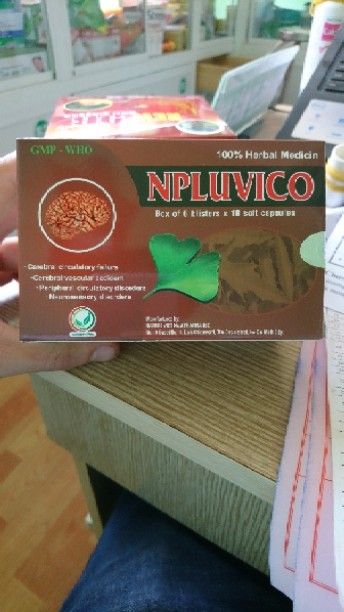 GMP - WHO
100% Herbal Medicin
NPLUVICO
Box of 6 blisters x 10 soft capsules
- Cerebral circulatory failure
- Cerebral vascular accident
- Peripheral circulatory disorders
- Neurosensory disorders
Manufactured by